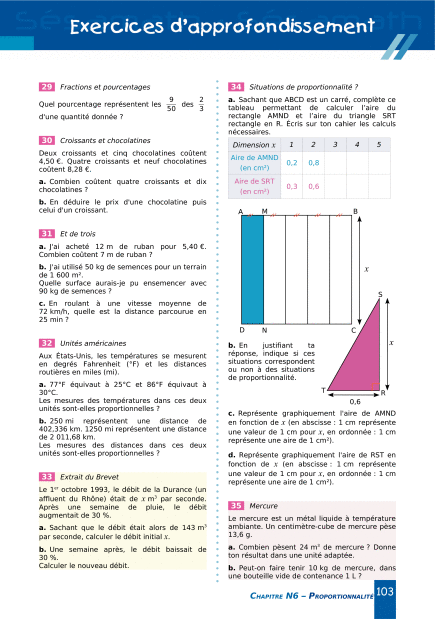 Exercices d'approfondissement
29 Fractions et pourcentages
Quel pourcentage représentent les 9/50 des 2/3
d'une quantité donnée ?
30 Croissants et chocolatines
Deux croissants et cinq chocolatines coûtent
4,50 €. Quatre croissants et neuf chocolatines
coûtent 8,28 €.
a. Combien coûtent quatre croissants et dix
chocolatines ?
b. En déduire le prix d'une chocolatine puis
celui d'un croissant.
31 Et de trois
a. J'ai acheté 12 m de ruban pour 5,40 €.
Combien coûtent 7 m de ruban ?
b. J'ai utilisé 50 kg de semences pour un terrain
de 1 600 m².
Quelle surface aurais-je pu ensemencer avec
90 kg de semences ?
c. En roulant à une vitesse moyenne de
72 km/h, quelle est la distance parcourue en
25 min ?
32 Unités américaines
Aux États-Unis, les températures se mesurent
en degrés Fahrenheit (°F) et les distances
routières en miles (mi).
a. 77°F équivaut à 25°C et 86°F équivaut à
30°C.
Les mesures de températures dans ces deux
unités sont-elles proportionnelles ?
b. 250 mi représentent une distance de
402,336 km. 1250 mi représentent une distance
de 2 011,68 km.
Les mesures de distances dans ces deux
unités sont-elles proportionnelles ?
33 Extrait du Brevet
Le 1er octobre 1993, le débit de la Durance (un
affluent du Rhône) était de x m³ par seconde.
Après une semaine de pluie, le débit
augmentait de 30 %.
a. Sachant que le débit était alors de 143 m³
par seconde, calculer le débit initial x.
b. Une semaine après, le débit baissait de
30 %.
Calculer le nouveau débit.
34 Situations de proportionnalité ?
a. Sachant que ABCD est un carré, complète ce
tableau permettant de calculer l'aire du
rectangle AMND et l'aire du triangle SRT
rectangle en R. Écris sur ton cahier les calculs
nécessaires.
Dimension x 1 2 3 4 5
Aire de AMND
(en cm²) 0,2 0,8
Aire de SRT
(en cm²) 0,3 0,6
A M B
x
S
D N C
b. En justifiant ta
réponse, indique si ces
situations correspondent
ou non à des situations
de proportionnalité.
x
T R
0,6
c. Représente graphiquement l'aire de AMND
en fonction de x (en abscisse : 1 cm représente
une valeur de 1 cm pour x, en ordonnée : 1 cm
représente une aire de 1 cm²).
d. Représente graphiquement l'aire de RST en
fonction de x (en abscisse : 1 cm représente
une valeur de 1 cm pour x, en ordonnée : 1 cm
représente une aire de 1 cm²).
35 Mercure
Le mercure est un métal liquide à température
ambiante. Un centimètre-cube de mercure pèse
13,6 g.
a. Combien pèsent 24 m³ de mercure ? Donne
ton résultat dans une unité adaptée.
b. Peut-on faire tenir 10 kg de mercure, dans
une bouteille vide de contenance 1 L ?
Chapitre N6 – Proportionnalité 103